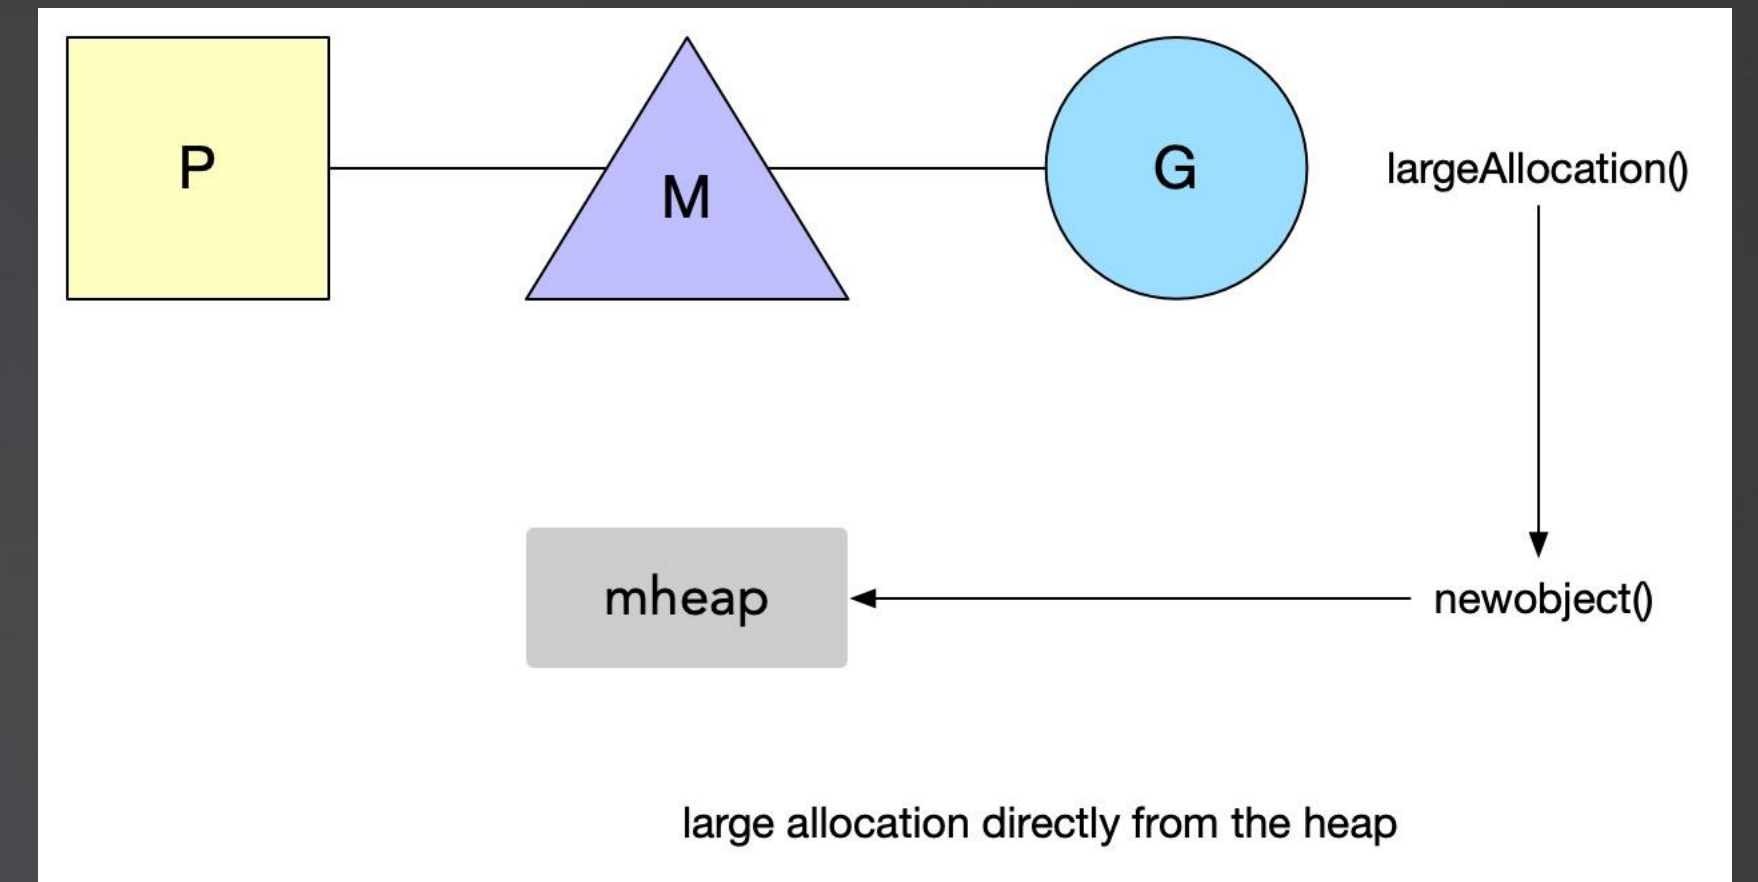 P
M
G
largeAllocation()
mheap
newobject()
large allocation directly from the heap